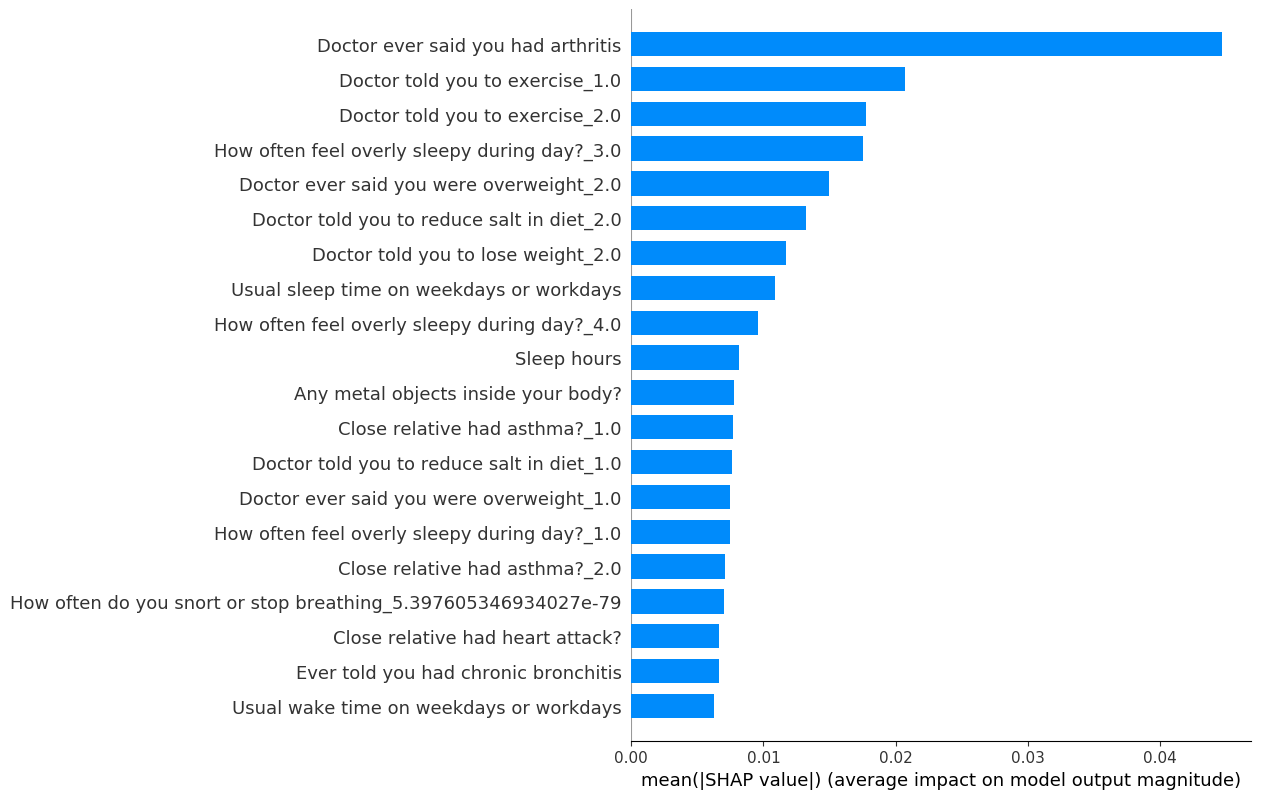 Doctor ever said you had arthritis
Doctor told you to exercise_1.0
Doctor told you to exercise_2.0
How often feel overly sleepy during day?_3.0
Doctor ever said you were overweight_2.0
Doctor told you to reduce salt in diet_2.0
Doctor told you to lose weight_2.0
Usual sleep time on weekdays or workdays
How often feel overly sleepy during day?_4.0
Sleep hours
Any metal objects inside your body?
Close relative had asthma?_1.0
Doctor told you to reduce salt in diet_1.0
Doctor ever said you were overweight_1.0
How often feel overly sleepy during day?_1.0
Close relative had asthma?_2.0
How often do you snort or stop breathing_5.397605346934027e-79
Close relative had heart attack?
Ever told you had chronic bronchitis
Usual wake time on weekdays or workdays
0.00 0.01 0.02 0.03 0.04
mean(|SHAP value|) (average impact on model output magnitude)